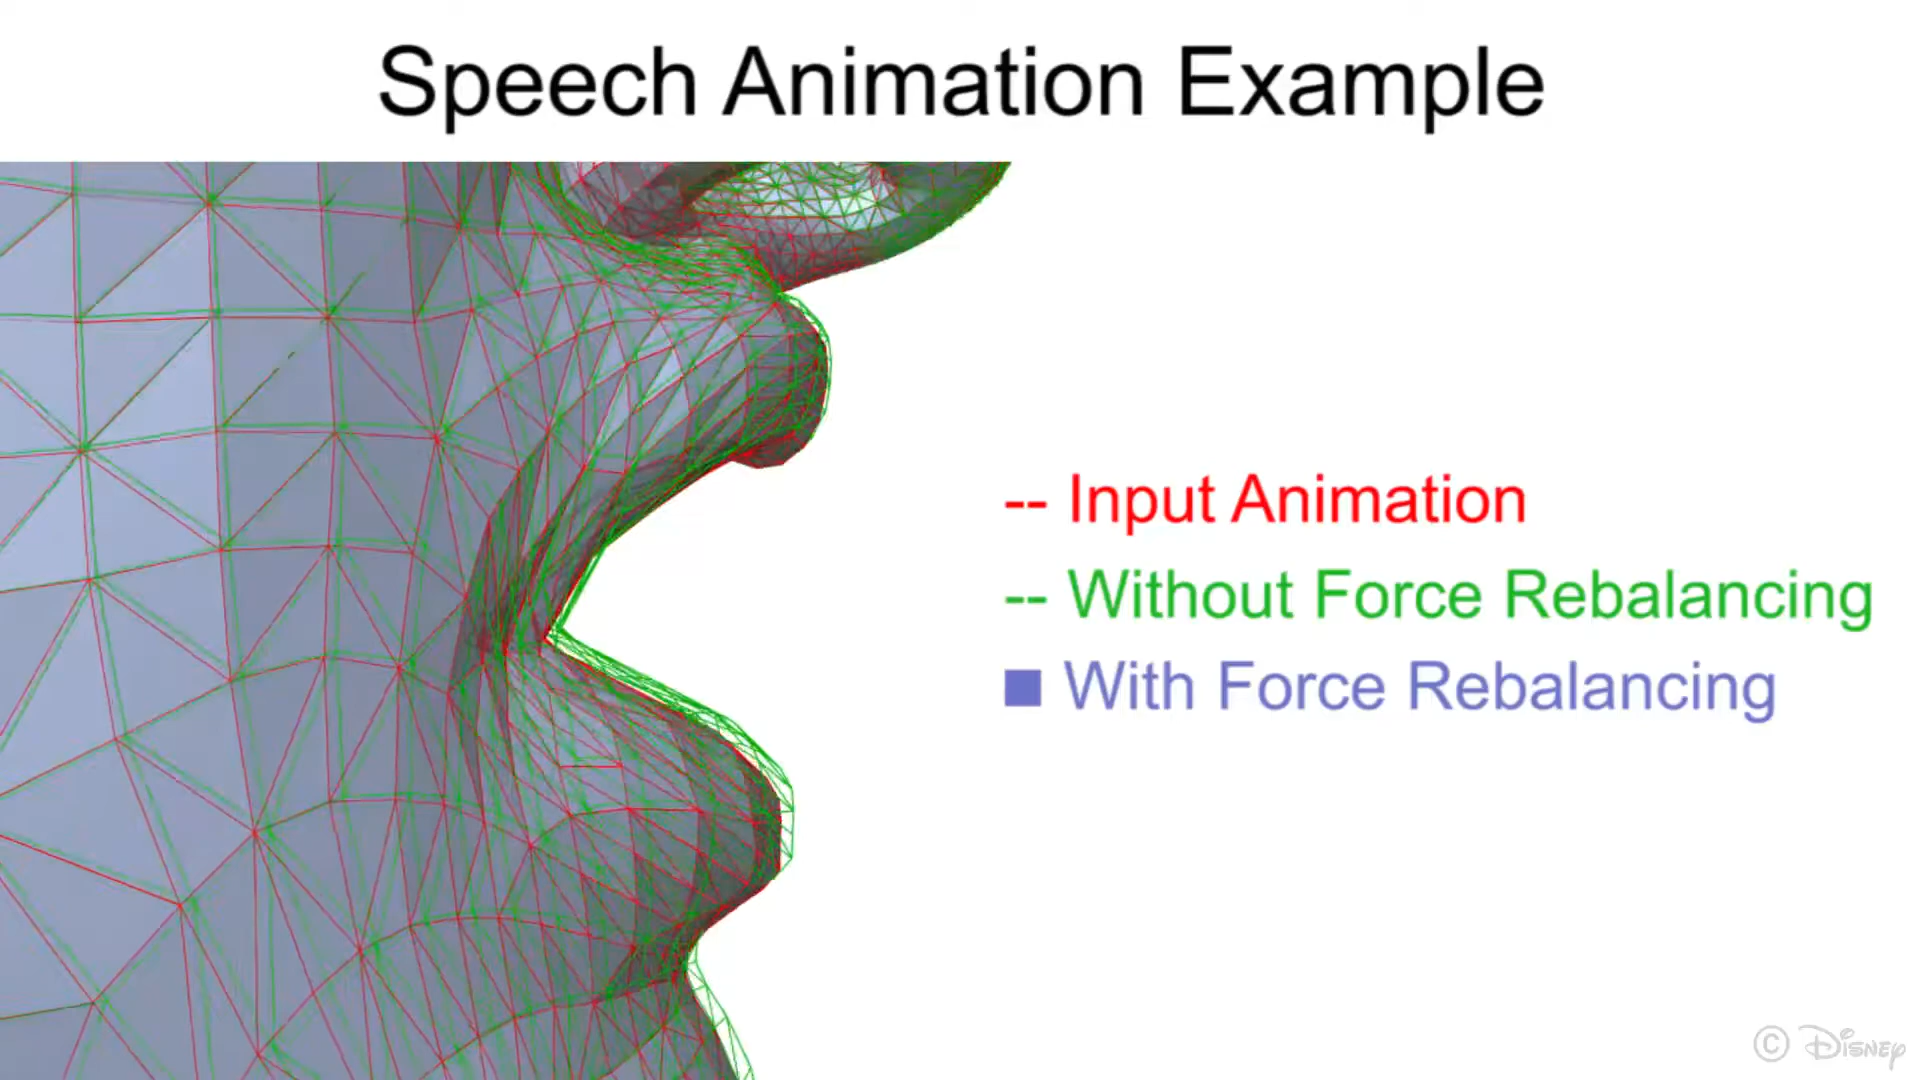 Speech Animation Example
-- Input Animation
-- Without Force Rebalancing
With Force Rebalancing
© Disney